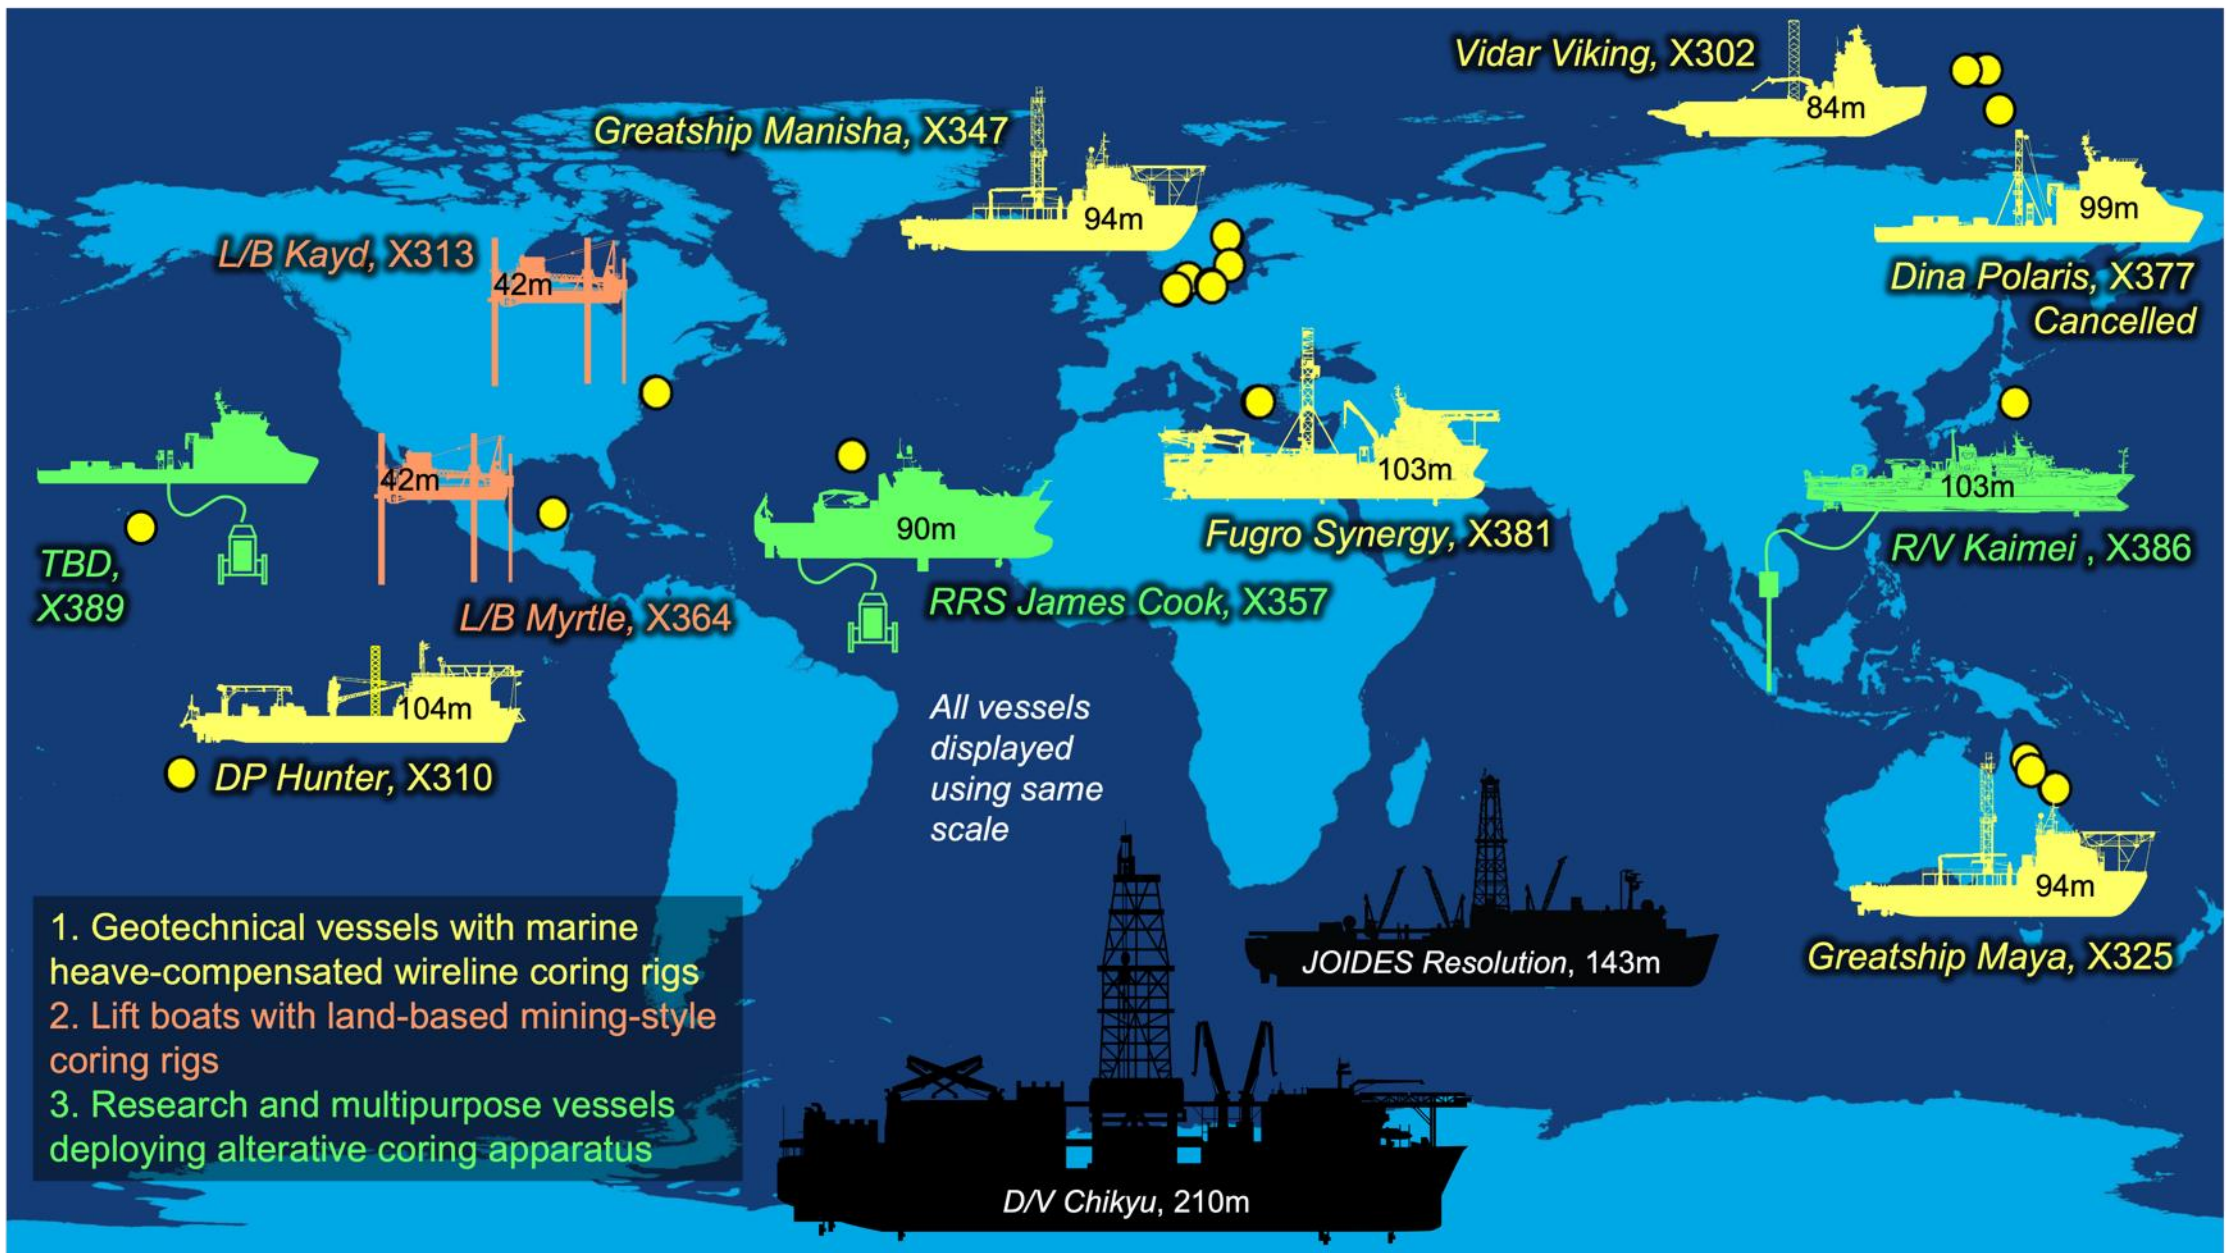 Vidar Viking, X302
84m
Greatship Manisha, X347
94m
99m
Dina Polaris, X377
Cancelled
L/B Kayd, X313
42m
42m
L/B Myrtle, X364
TBD,
X389
90m
RRS James Cook, X357
103m
Fugro Synergy, X381
103m
R/V Kaimei , X386
104m
DP Hunter, X310
All vessels
displayed
using same
scale
94m
Greatship Maya, X325
JOIDES Resolution, 143m
D/V Chikyu, 210m
1. Geotechnical vessels with marine
heave-compensated wireline coring rigs
2. Lift boats with land-based mining-style
coring rigs
3. Research and multipurpose vessels
deploying alterative coring apparatus